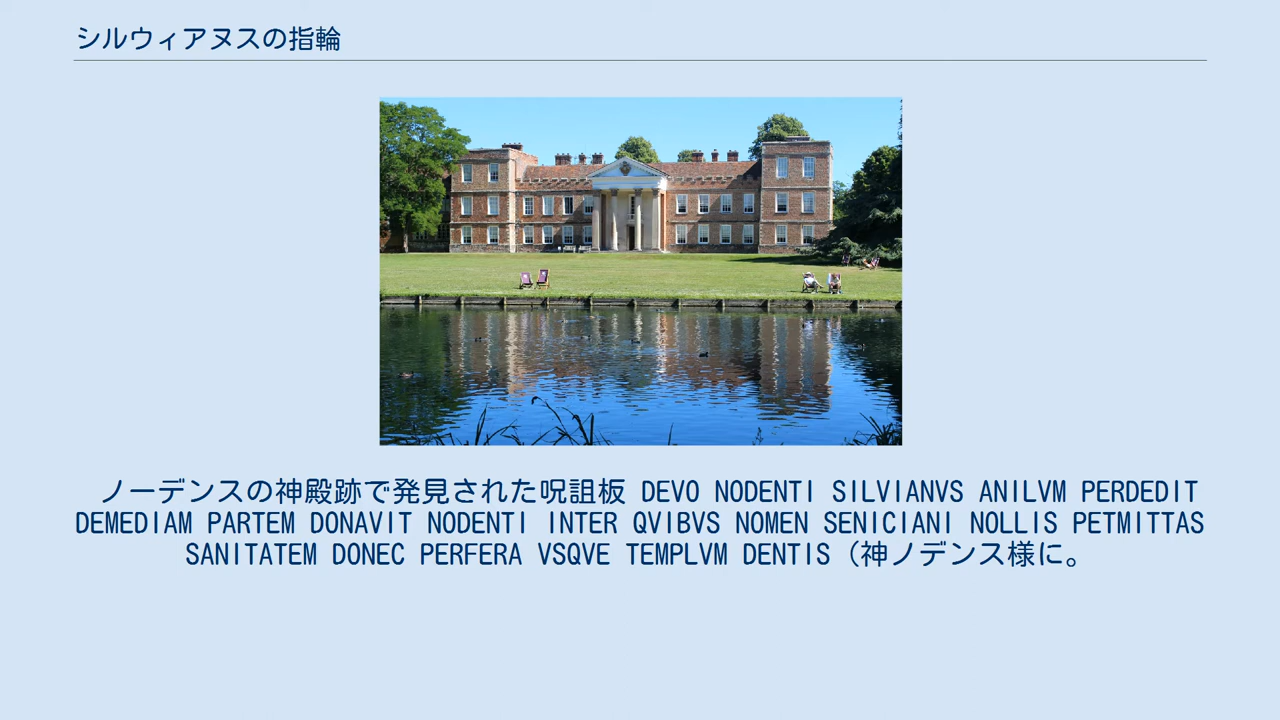 シルウィアヌスの指輪
ノーデンスの神殿跡で発見された呪詛板 DEVO NODENTI SILVIANVS ANILVM PERDEDIT
DEMEDIAM PARTEM DONAVIT NODENTI INTER QVIBVS NOMEN SENICIANI NOLLIS PETMITTAS
SANITATEM DONEC PERFERA VSQVE TEMPLVM DENTIS（神ノデンス様に。